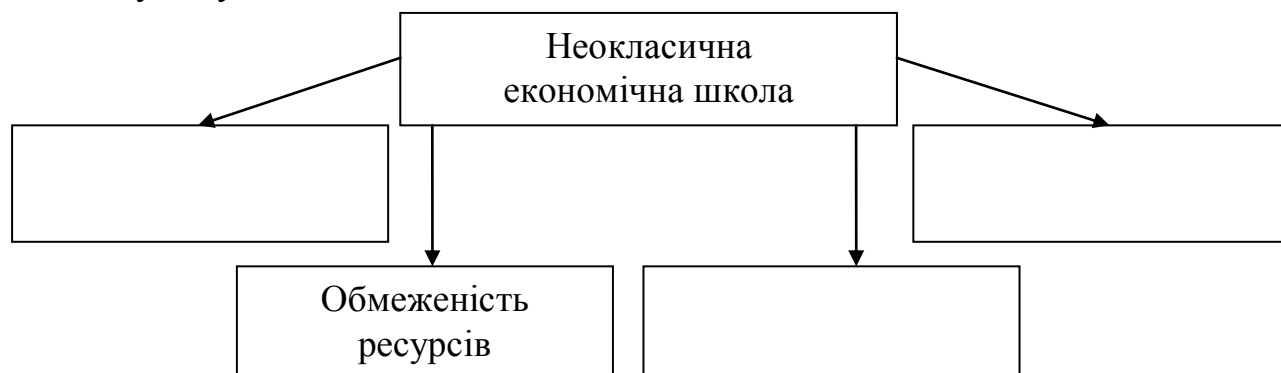 Неокласична
економічна школа
Обмеженість
ресурсів